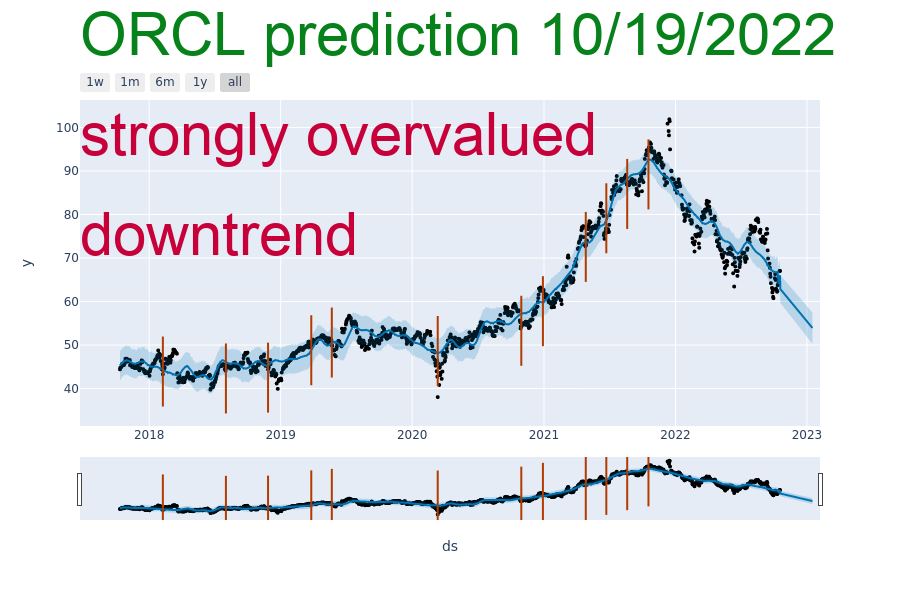 ORCL prediction 10/19/2022
1w 1m 6m 1y all
strongly overvalued
downtrend
100
90
80
70
60
50
40
y
2018 2019 2020 2021 2022 2023
ds